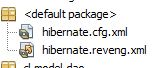 <default package>
hibernate.cfg.xml
hibernate.reveng.xml